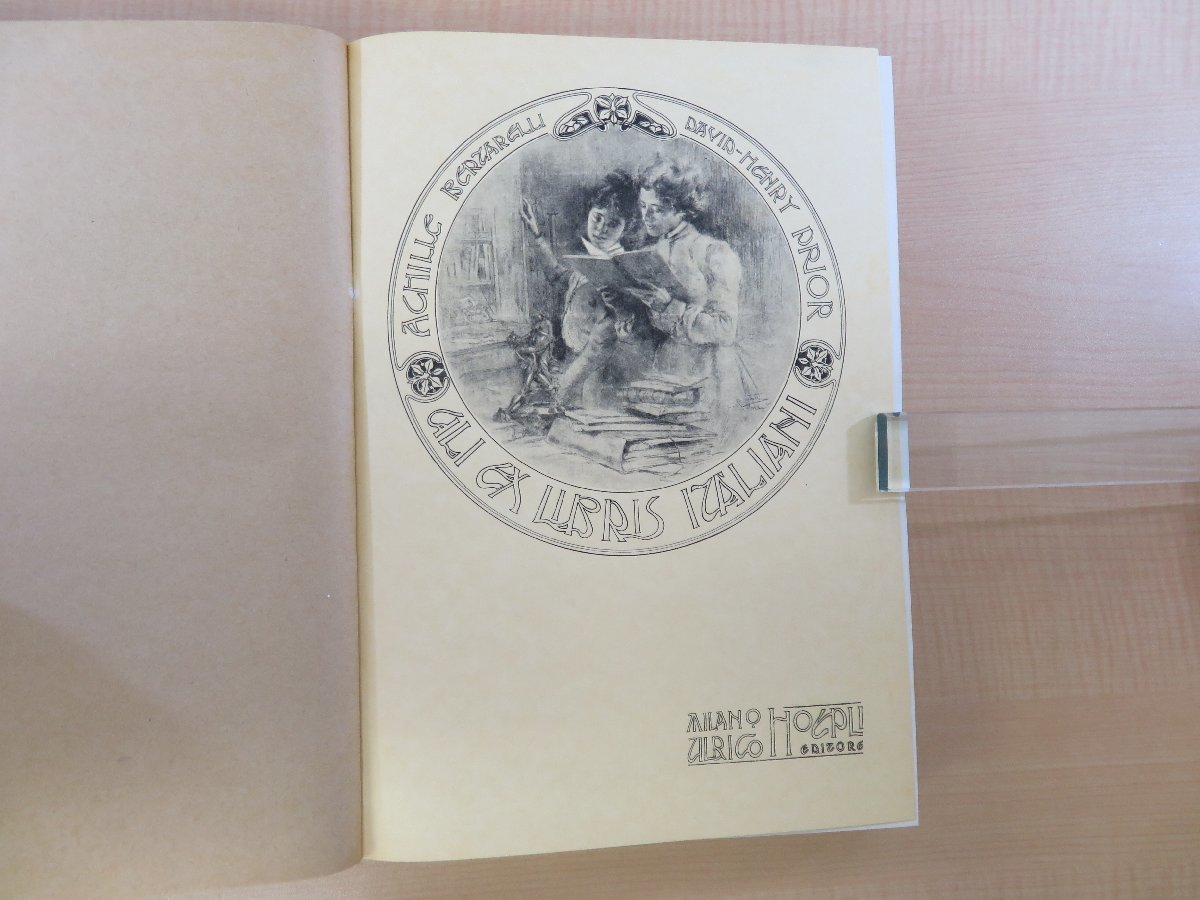 ACHILLE BERTARELLI
DAVID-HENRY PRIOR
GLI EX LIBRIS ITALIANI
MILANO
ULRICO HOEPLI
EDITORE